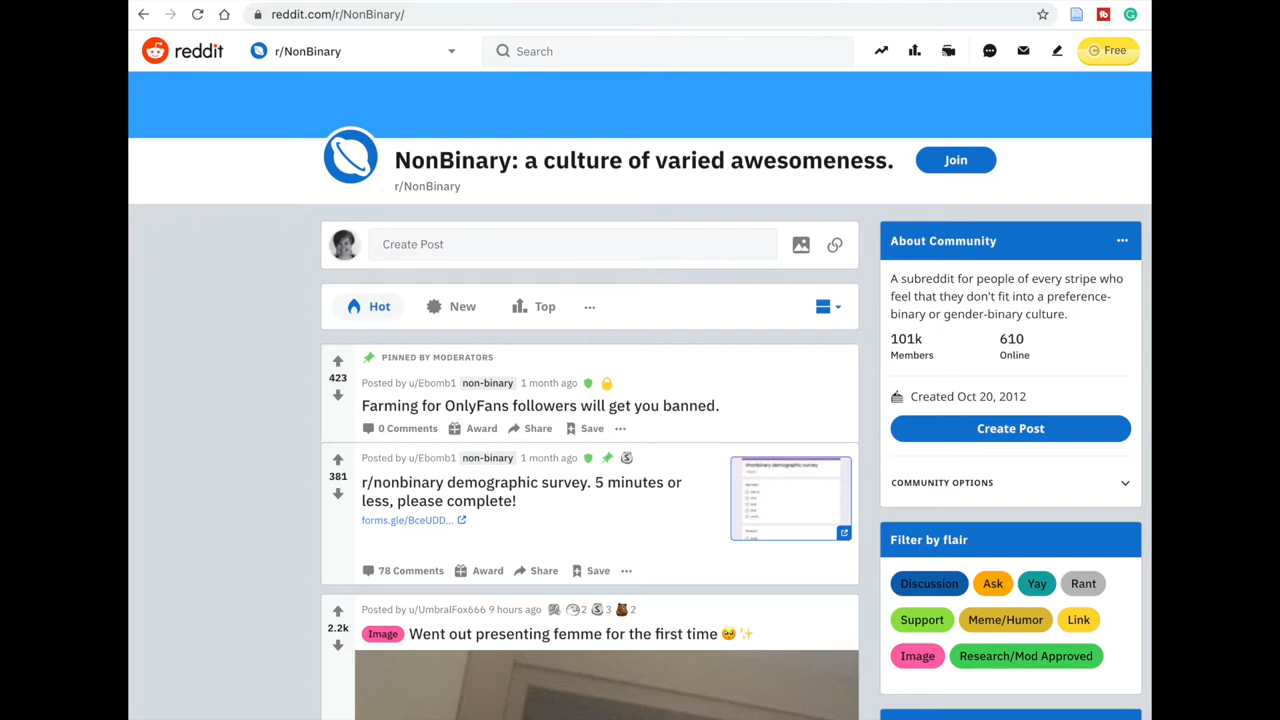 reddit.com/r/NonBinary/
reddit
r/NonBinary
Search
Free
NonBinary: a culture of varied awesomeness.
Join
r/NonBinary
Create Post
Hot
New
Top
PINNED BY MODERATORS
423
Posted by u/Ebomb1 non-binary 1 month ago
Farming for OnlyFans followers will get you banned.
0 Comments Award Share Save
381
Posted by u/Ebomb1 non-binary 1 month ago
r/nonbinary demographic survey. 5 minutes or
less, please complete!
forms.gle/BceUDD...
r/nonbinary demographic survey
78 Comments Award Share Save
2.2k
Posted by u/UmbralFox666 9 hours ago 2 3 2
Image Went out presenting femme for the first time 🥺✨
About Community
A subreddit for people of every stripe who
feel that they don't fit into a preference-
binary or gender-binary culture.
101k
Members
610
Online
Created Oct 20, 2012
Create Post
COMMUNITY OPTIONS
Filter by flair
Discussion Ask Yay Rant
Support Meme/Humor Link
Image Research/Mod Approved